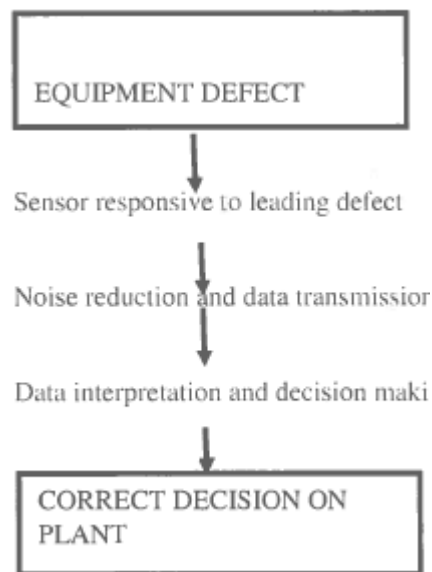 EQUIPMENT DEFECT
Sensor responsive to leading defect
Noise reduction and data transmission
Data interpretation and decision maki
CORRECT DECISION ON
PLANT